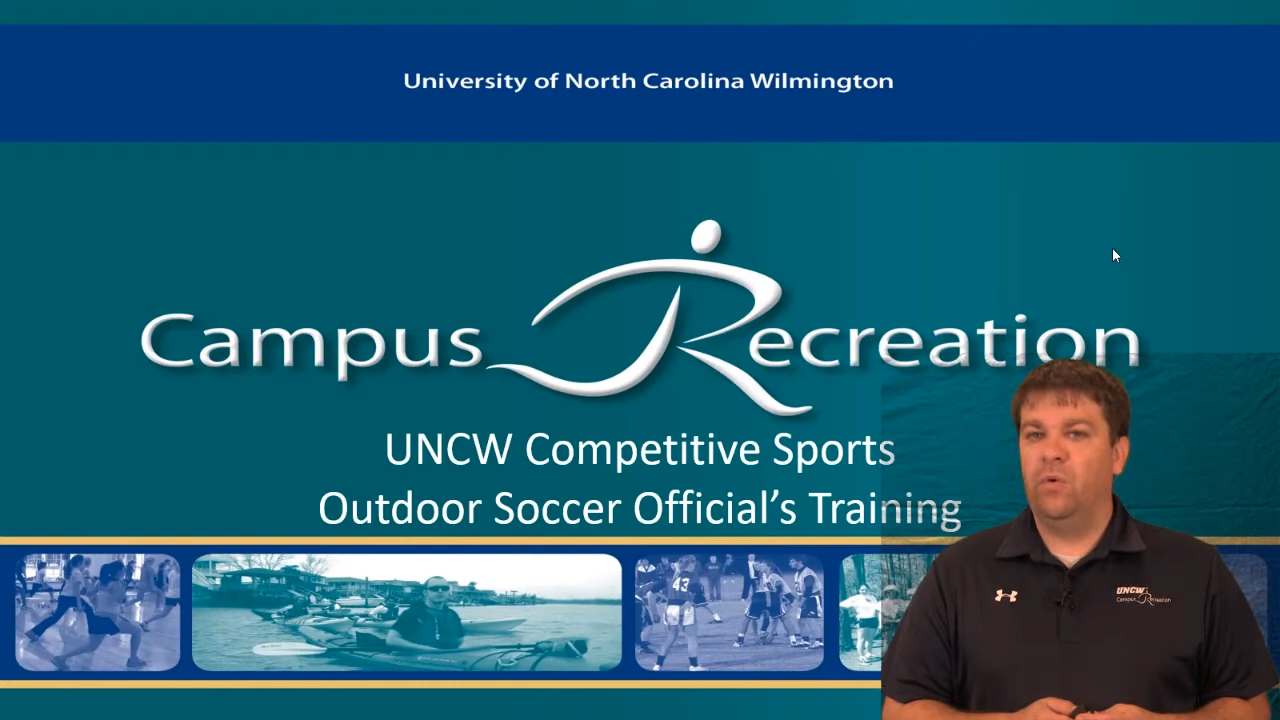 University of North Carolina Wilmington
Campus Recreation
UNCW Competitive Sports
Outdoor Soccer Official's Training
43
UNCW
Campus Recreation